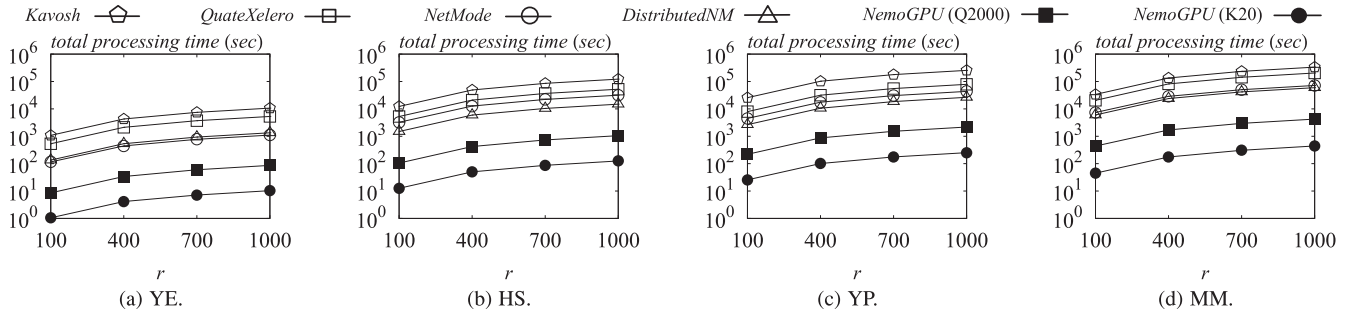 Kavosh QuateXelero NetMode DistributedNM NemoGPU (Q2000) NemoGPU (K20)
total processing time (sec)
10^6
10^5
10^4
10^3
10^2
10^1
10^0
100 400 700 1000
r
(a) YE.
total processing time (sec)
10^6
10^5
10^4
10^3
10^2
10^1
10^0
100 400 700 1000
r
(b) HS.
total processing time (sec)
10^6
10^5
10^4
10^3
10^2
10^1
10^0
100 400 700 1000
r
(c) YP.
total processing time (sec)
10^6
10^5
10^4
10^3
10^2
10^1
10^0
100 400 700 1000
r
(d) MM.